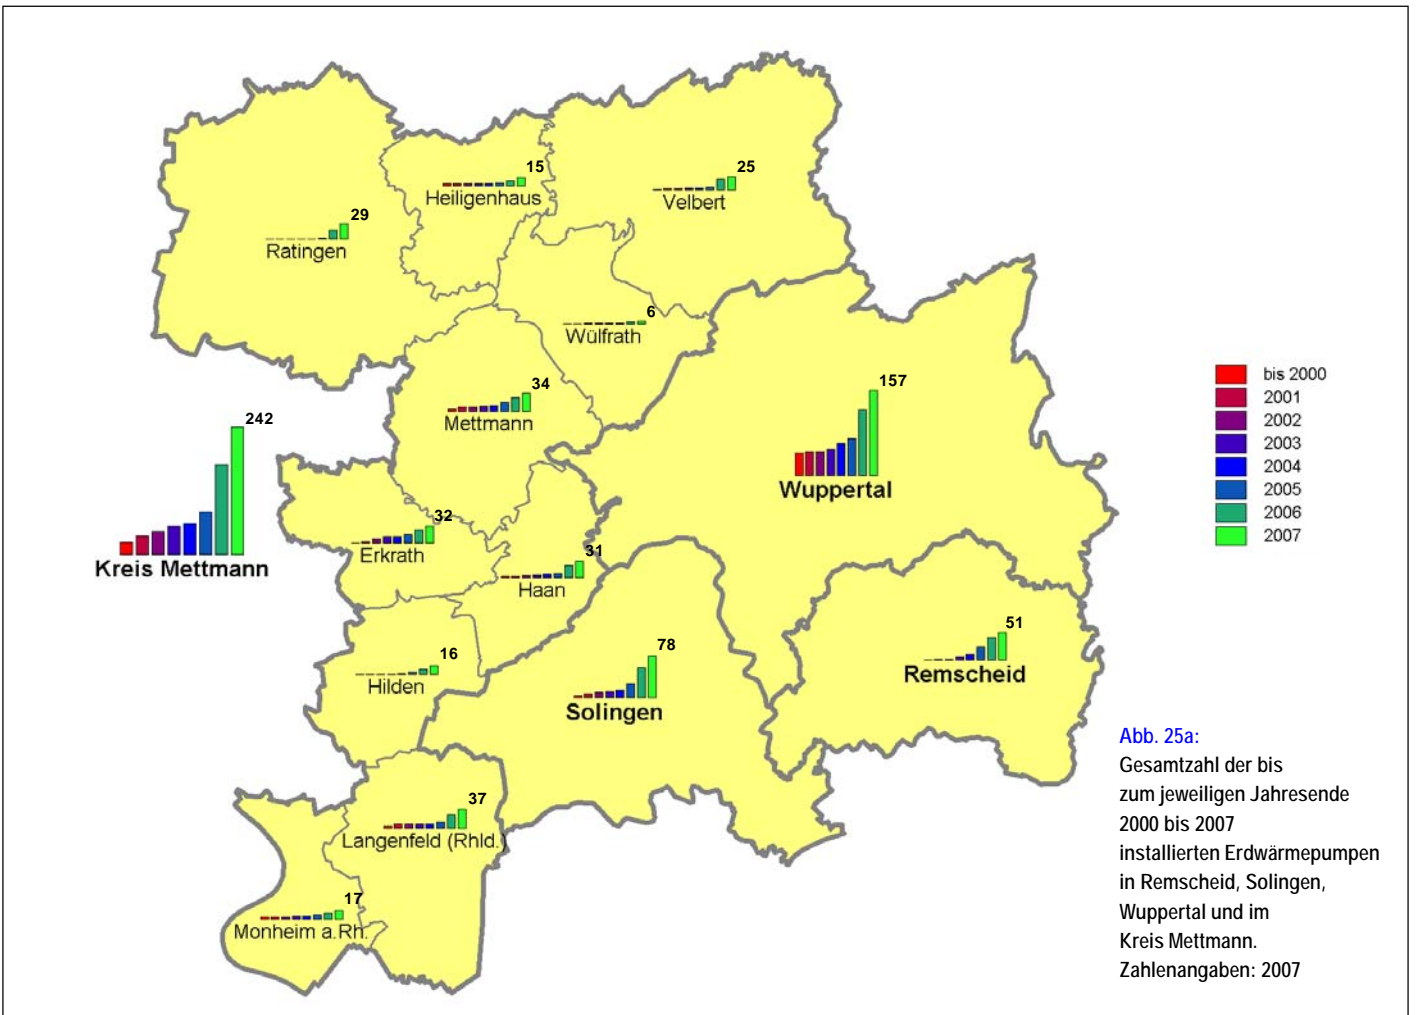 15
Heiligenhaus
25
Velbert
29
Ratingen
6
Wülfrath
34
Mettmann
157
Wuppertal
242
Kreis Mettmann
32
Erkrath
31
Haan
16
Hilden
78
Solingen
51
Remscheid
37
Langenfeld (Rhld.)
17
Monheim a.Rh.
bis 2000
2001
2002
2003
2004
2005
2006
2007
Abb. 25a:
Gesamtzahl der bis
zum jeweiligen Jahresende
2000 bis 2007
installierten Erdwärmepumpen
in Remscheid, Solingen,
Wuppertal und im
Kreis Mettmann.
Zahlenangaben: 2007